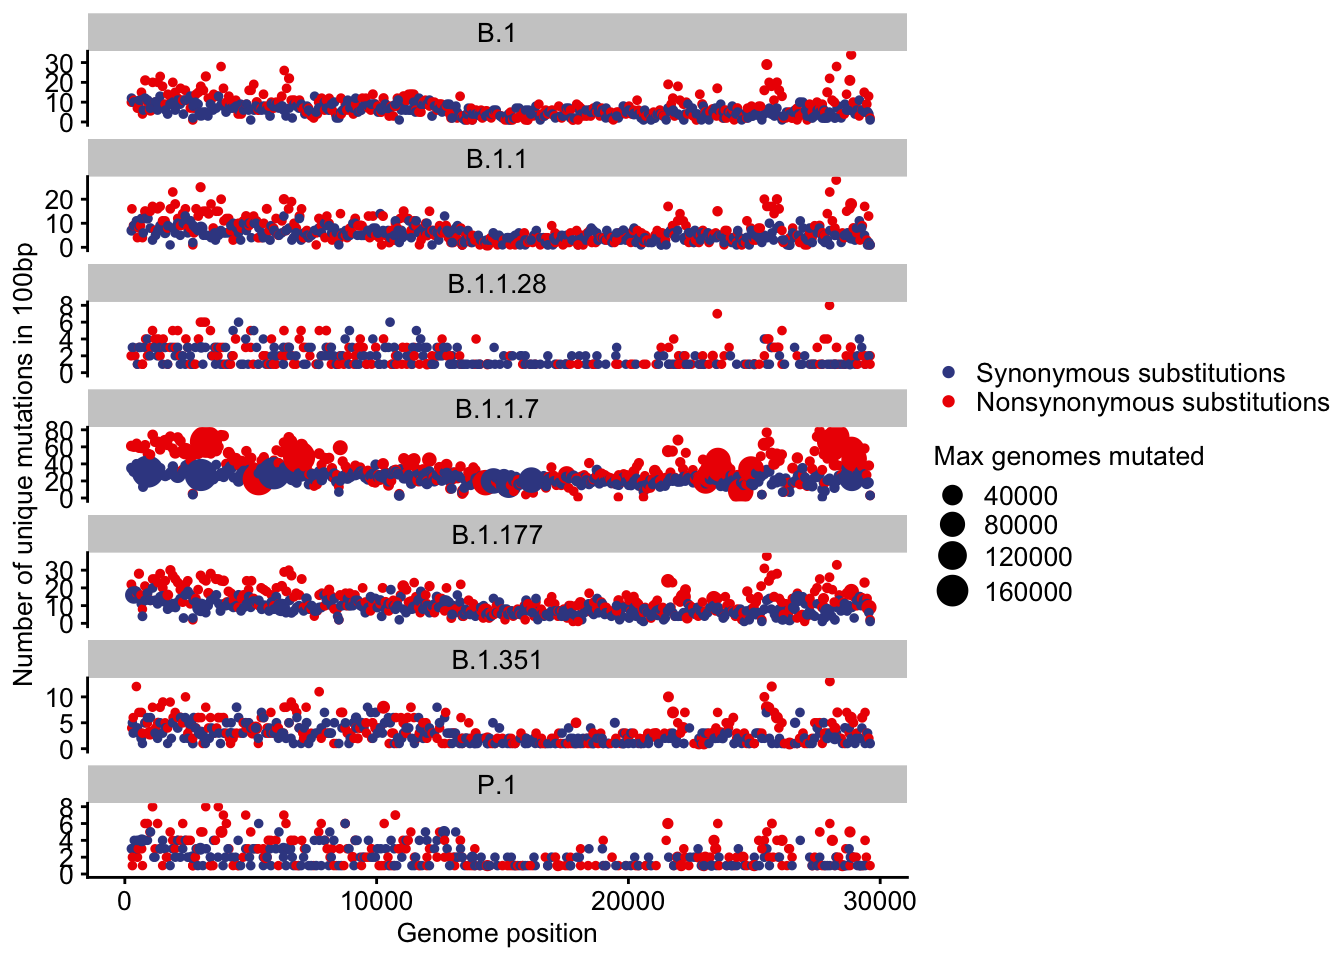 B.1
30
20
10
0
B.1.1
20
10
0
B.1.1.28
8
6
4
2
0
B.1.1.7
80
60
40
20
0
B.1.177
30
20
10
0
B.1.351
10
5
0
P.1
8
6
4
2
0
0 10000 20000 30000
Genome position
Number of unique mutations in 100bp
Synonymous substitutions
Nonsynonymous substitutions
Max genomes mutated
40000
80000
120000
160000